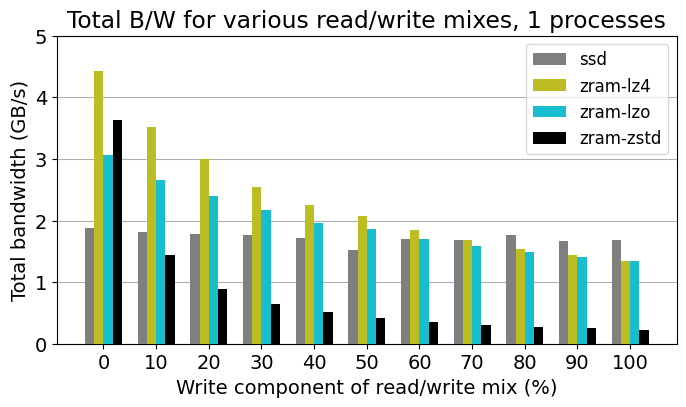 Total B/W for various read/write mixes, 1 processes
Total bandwidth (GB/s)
5
4
3
2
1
0
ssd
zram-lz4
zram-lzo
zram-zstd
0 10 20 30 40 50 60 70 80 90 100
Write component of read/write mix (%)